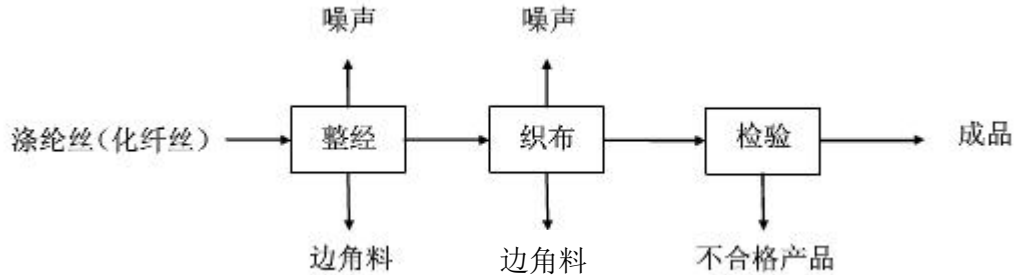 噪声 噪声
涤纶丝（化纤丝） 整经 织布 检验 成品
边角料 边角料 不合格产品